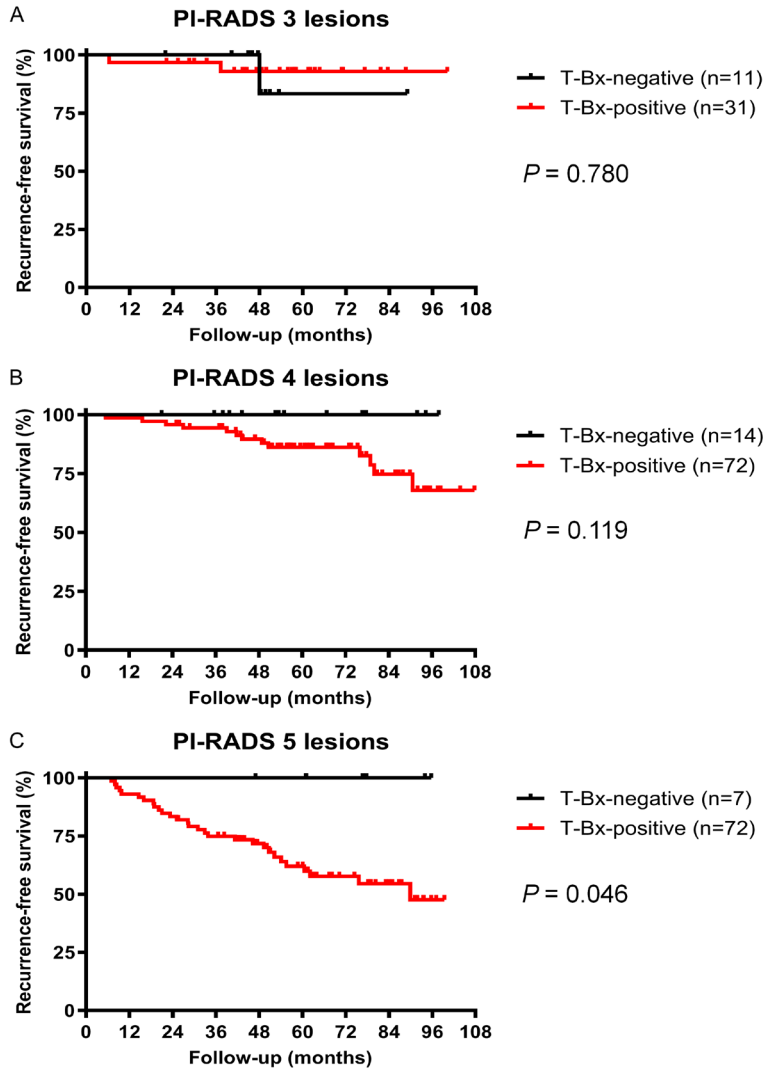 A
PI-RADS 3 lesions
Recurrence-free survival (%)
100
75
50
25
0
0 12 24 36 48 60 72 84 96 108
Follow-up (months)
T-Bx-negative (n=11)
T-Bx-positive (n=31)
P = 0.780
B
PI-RADS 4 lesions
Recurrence-free survival (%)
100
75
50
25
0
0 12 24 36 48 60 72 84 96 108
Follow-up (months)
T-Bx-negative (n=14)
T-Bx-positive (n=72)
P = 0.119
C
PI-RADS 5 lesions
Recurrence-free survival (%)
100
75
50
25
0
0 12 24 36 48 60 72 84 96 108
Follow-up (months)
T-Bx-negative (n=7)
T-Bx-positive (n=72)
P = 0.046